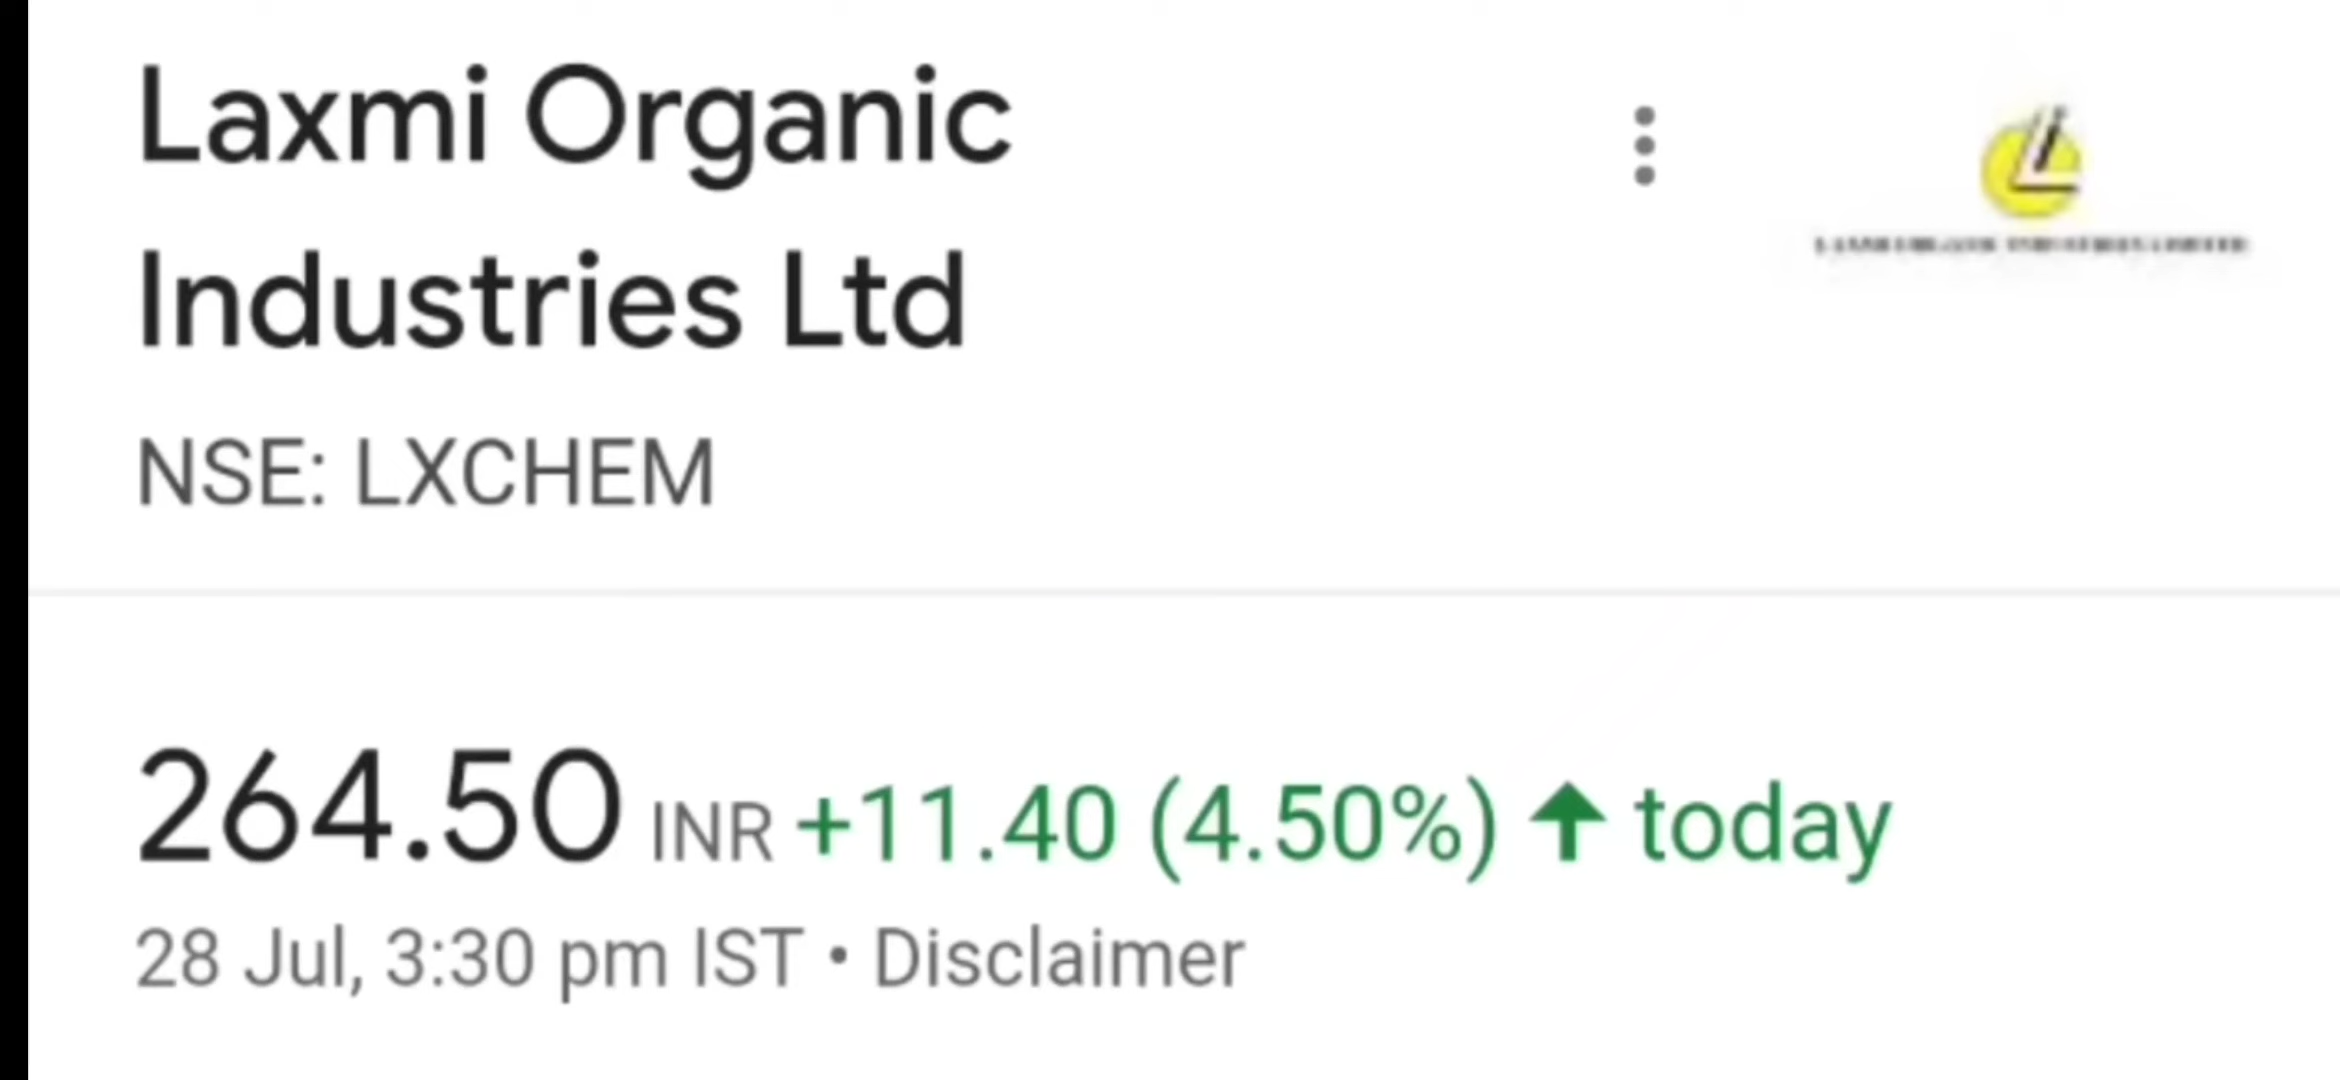 Laxmi Organic
Industries Ltd
NSE: LXCHEM
264.50 INR +11.40 (4.50%) ↑ today
28 Jul, 3:30 pm IST • Disclaimer